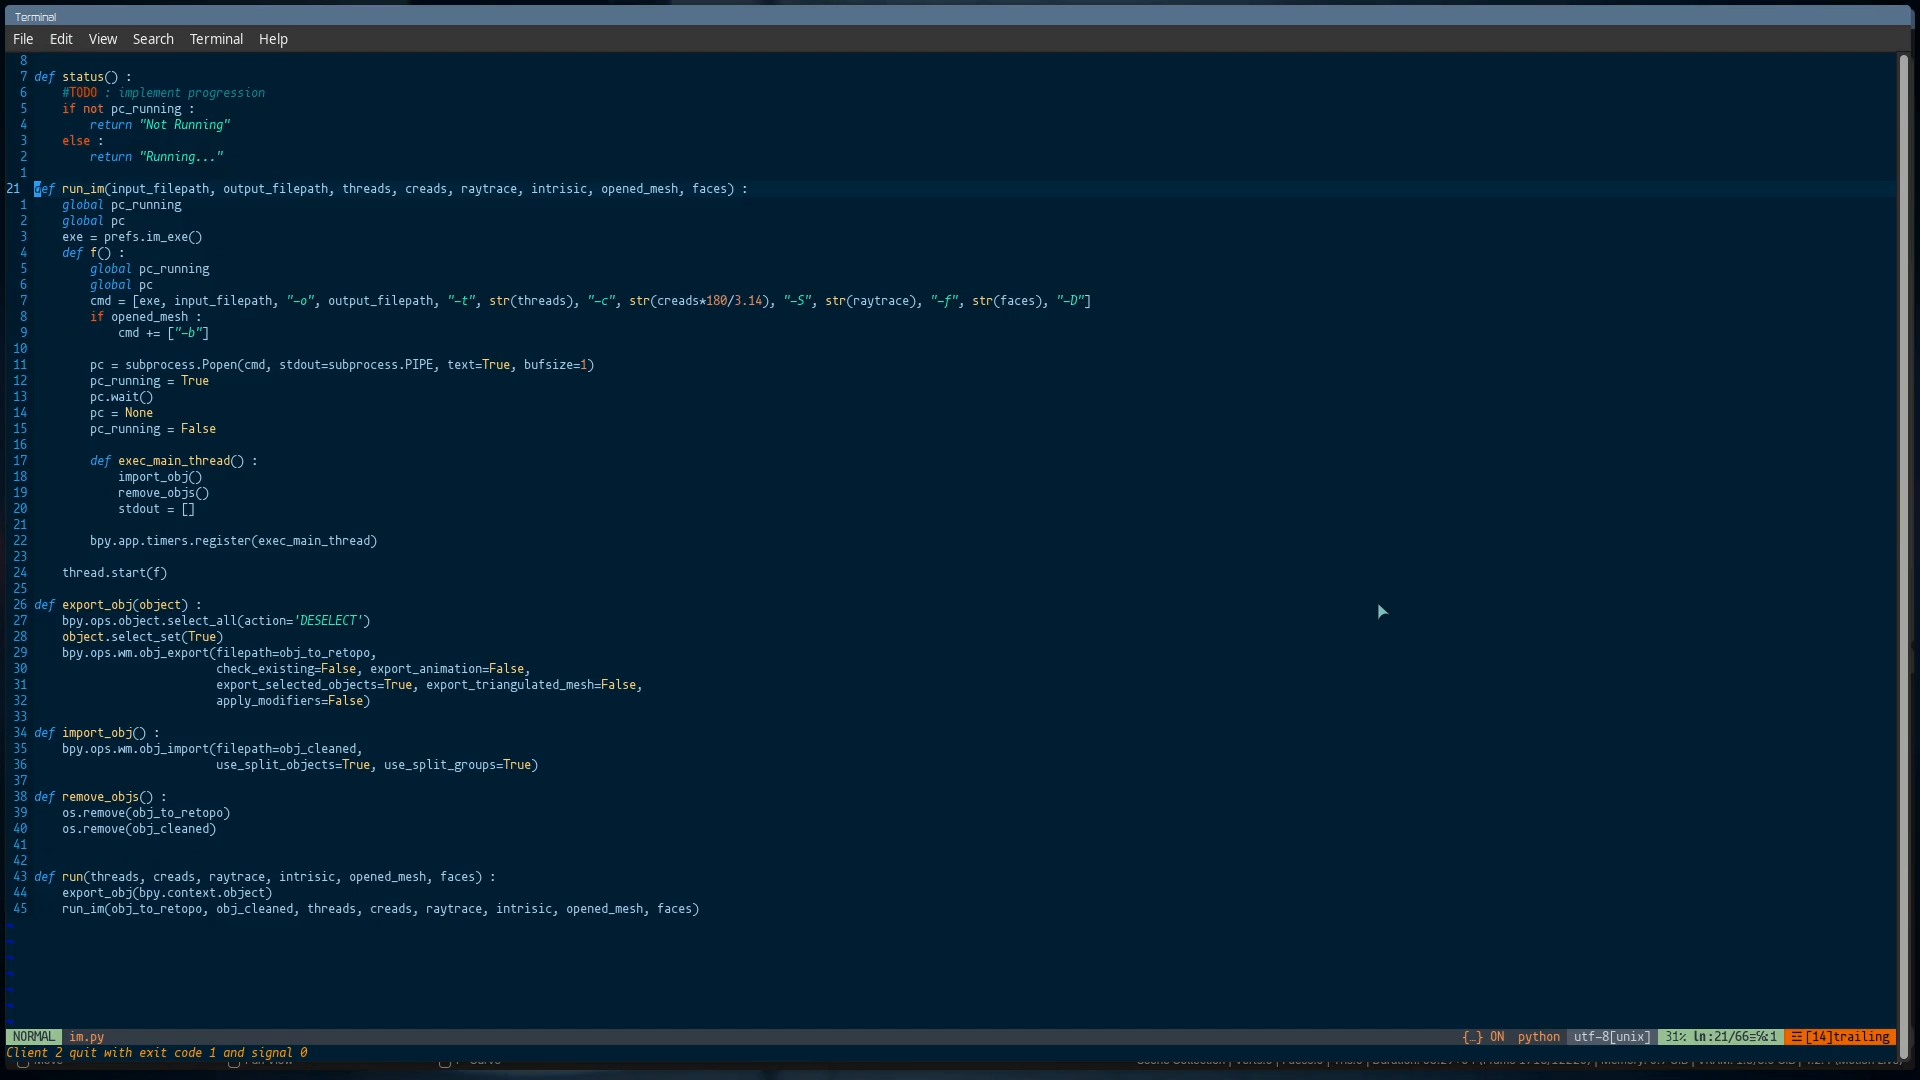 Terminal
File Edit View Search Terminal Help
8
7 def status() :
6     #TODO : implement progression
5     if not pc_running :
4         return "Not Running"
3     else :
2         return "Running..."
1
21 def run_im(input_filepath, output_filepath, threads, creads, raytrace, intrisic, opened_mesh, faces) :
1     global pc_running
2     global pc
3     exe = prefs.im_exe()
4     def f() :
5         global pc_running
6         global pc
7         cmd = [exe, input_filepath, "-o", output_filepath, "-t", str(threads), "-c", str(creads*180/3.14), "-S", str(raytrace), "-f", str(faces), "-D"]
8         if opened_mesh :
9             cmd += ["-b"]
10
11         pc = subprocess.Popen(cmd, stdout=subprocess.PIPE, text=True, bufsize=1)
12         pc_running = True
13         pc.wait()
14         pc = None
15         pc_running = False
16
17         def exec_main_thread() :
18             import_obj()
19             remove_objs()
20             stdout = []
21
22         bpy.app.timers.register(exec_main_thread)
23
24     thread.start(f)
25
26 def export_obj(object) :
27     bpy.ops.object.select_all(action='DESELECT')
28     object.select_set(True)
29     bpy.ops.wm.obj_export(filepath=obj_to_retopo,
30                           check_existing=False, export_animation=False,
31                           export_selected_objects=True, export_triangulated_mesh=False,
32                           apply_modifiers=False)
33
34 def import_obj() :
35     bpy.ops.wm.obj_import(filepath=obj_cleaned,
36                           use_split_objects=True, use_split_groups=True)
37
38 def remove_objs() :
39     os.remove(obj_to_retopo)
40     os.remove(obj_cleaned)
41
42
43 def run(threads, creads, raytrace, intrisic, opened_mesh, faces) :
44     export_obj(bpy.context.object)
45     run_im(obj_to_retopo, obj_cleaned, threads, creads, raytrace, intrisic, opened_mesh, faces)
~
~
~
~
~
~
~
NORMAL im.py {…} ON python utf-8[unix] 31% ln:21/66≡℅:1 ☲[14]trailing
Client 2 quit with exit code 1 and signal 0